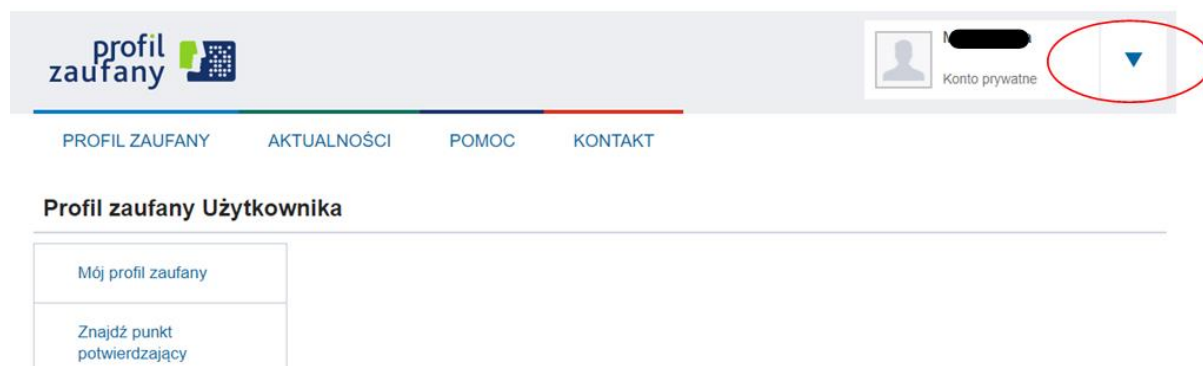 profil
zaufany
Konto prywatne
PROFIL ZAUFANY AKTUALNOŚCI POMOC KONTAKT
Profil zaufany Użytkownika
Mój profil zaufany
Znajdź punkt
potwierdzający